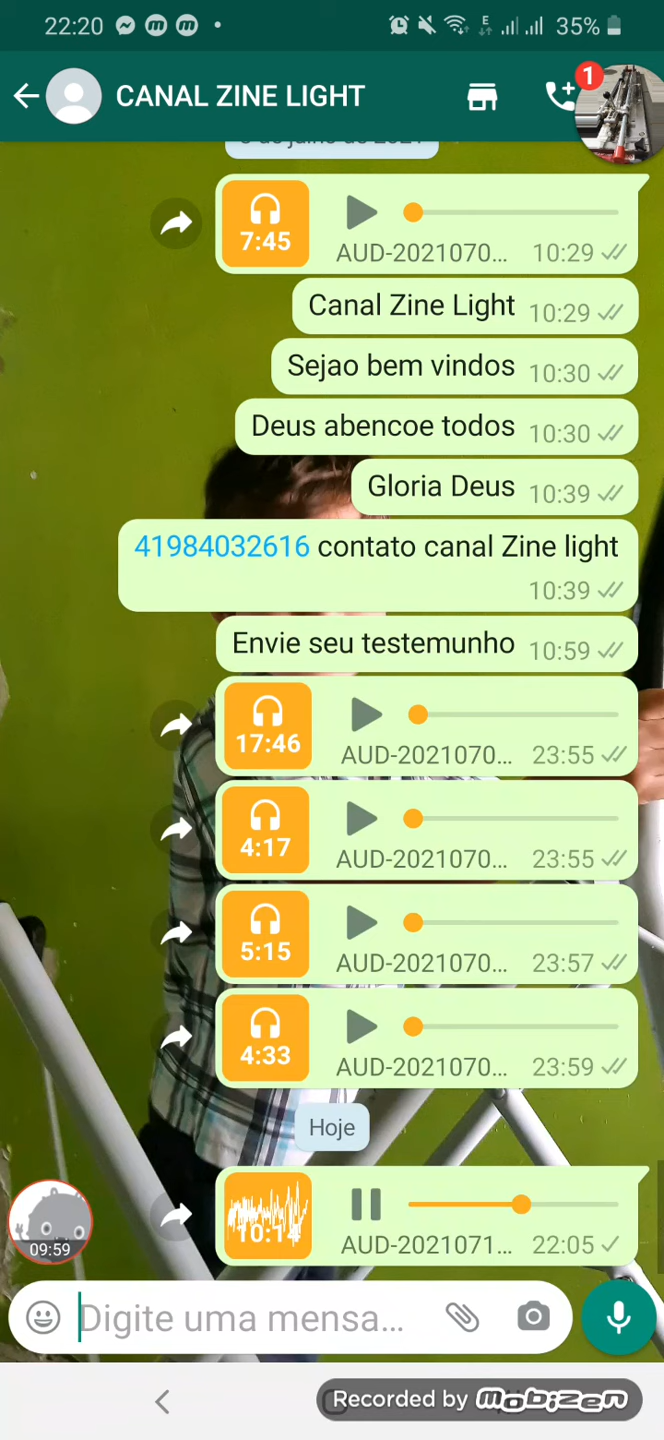 22:20
35%
CANAL ZINE LIGHT
1
7:45
AUD-2021070... 10:29
Canal Zine Light 10:29
Sejao bem vindos 10:30
Deus abencoe todos 10:30
Gloria Deus 10:39
41984032616 contato canal Zine light
10:39
Envie seu testemunho 10:59
17:46
AUD-2021070... 23:55
4:17
AUD-2021070... 23:55
5:15
AUD-2021070... 23:57
4:33
AUD-2021070... 23:59
Hoje
10:14
AUD-2021071... 22:05
09:59
Digite uma mensa...
Recorded by mobizen